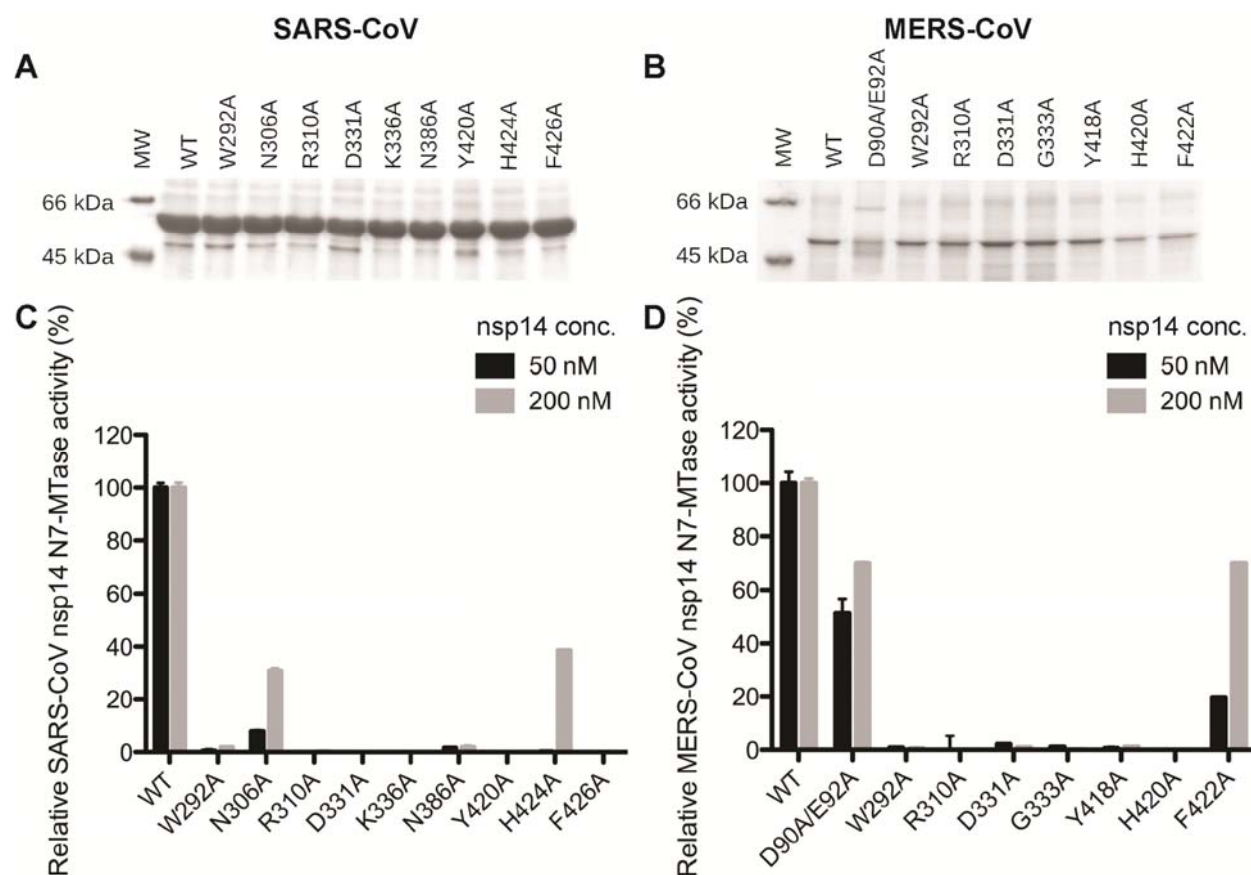 SARS-CoV
MERS-CoV
A
MW
WT
W292A
N306A
R310A
D331A
K336A
N386A
Y420A
H424A
F426A
66 kDa
45 kDa
B
MW
WT
D90A/E92A
W292A
R310A
D331A
G333A
Y418A
H420A
F422A
66 kDa
45 kDa
C
Relative SARS-CoV nsp14 N7-MTase activity (%)
nsp14 conc.
50 nM
200 nM
120
100
80
60
40
20
0
WT
W292A
N306A
R310A
D331A
K336A
N386A
Y420A
H424A
F426A
D
Relative MERS-CoV nsp14 N7-MTase activity (%)
nsp14 conc.
50 nM
200 nM
120
100
80
60
40
20
0
WT
D90A/E92A
W292A
R310A
D331A
G333A
Y418A
H420A
F422A